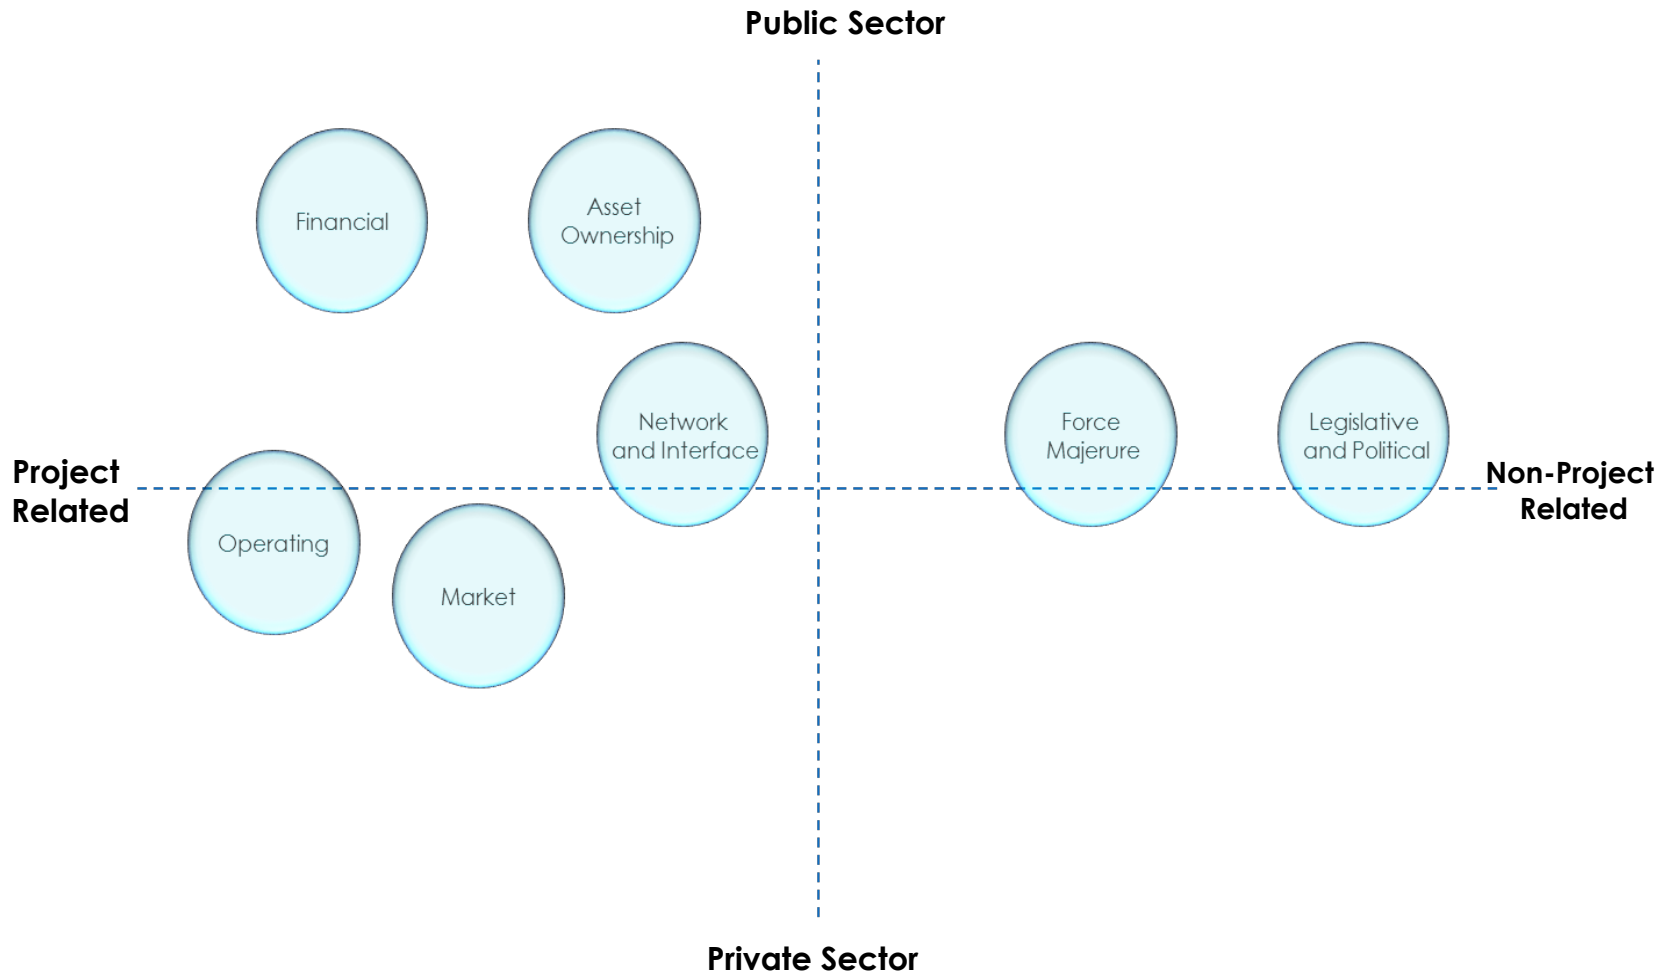 Public Sector
Financial
Asset
Ownership
Network
and Interface
Force
Majerure
Legislative
and Political
Project
Related
Non-Project
Related
Operating
Market
Private Sector